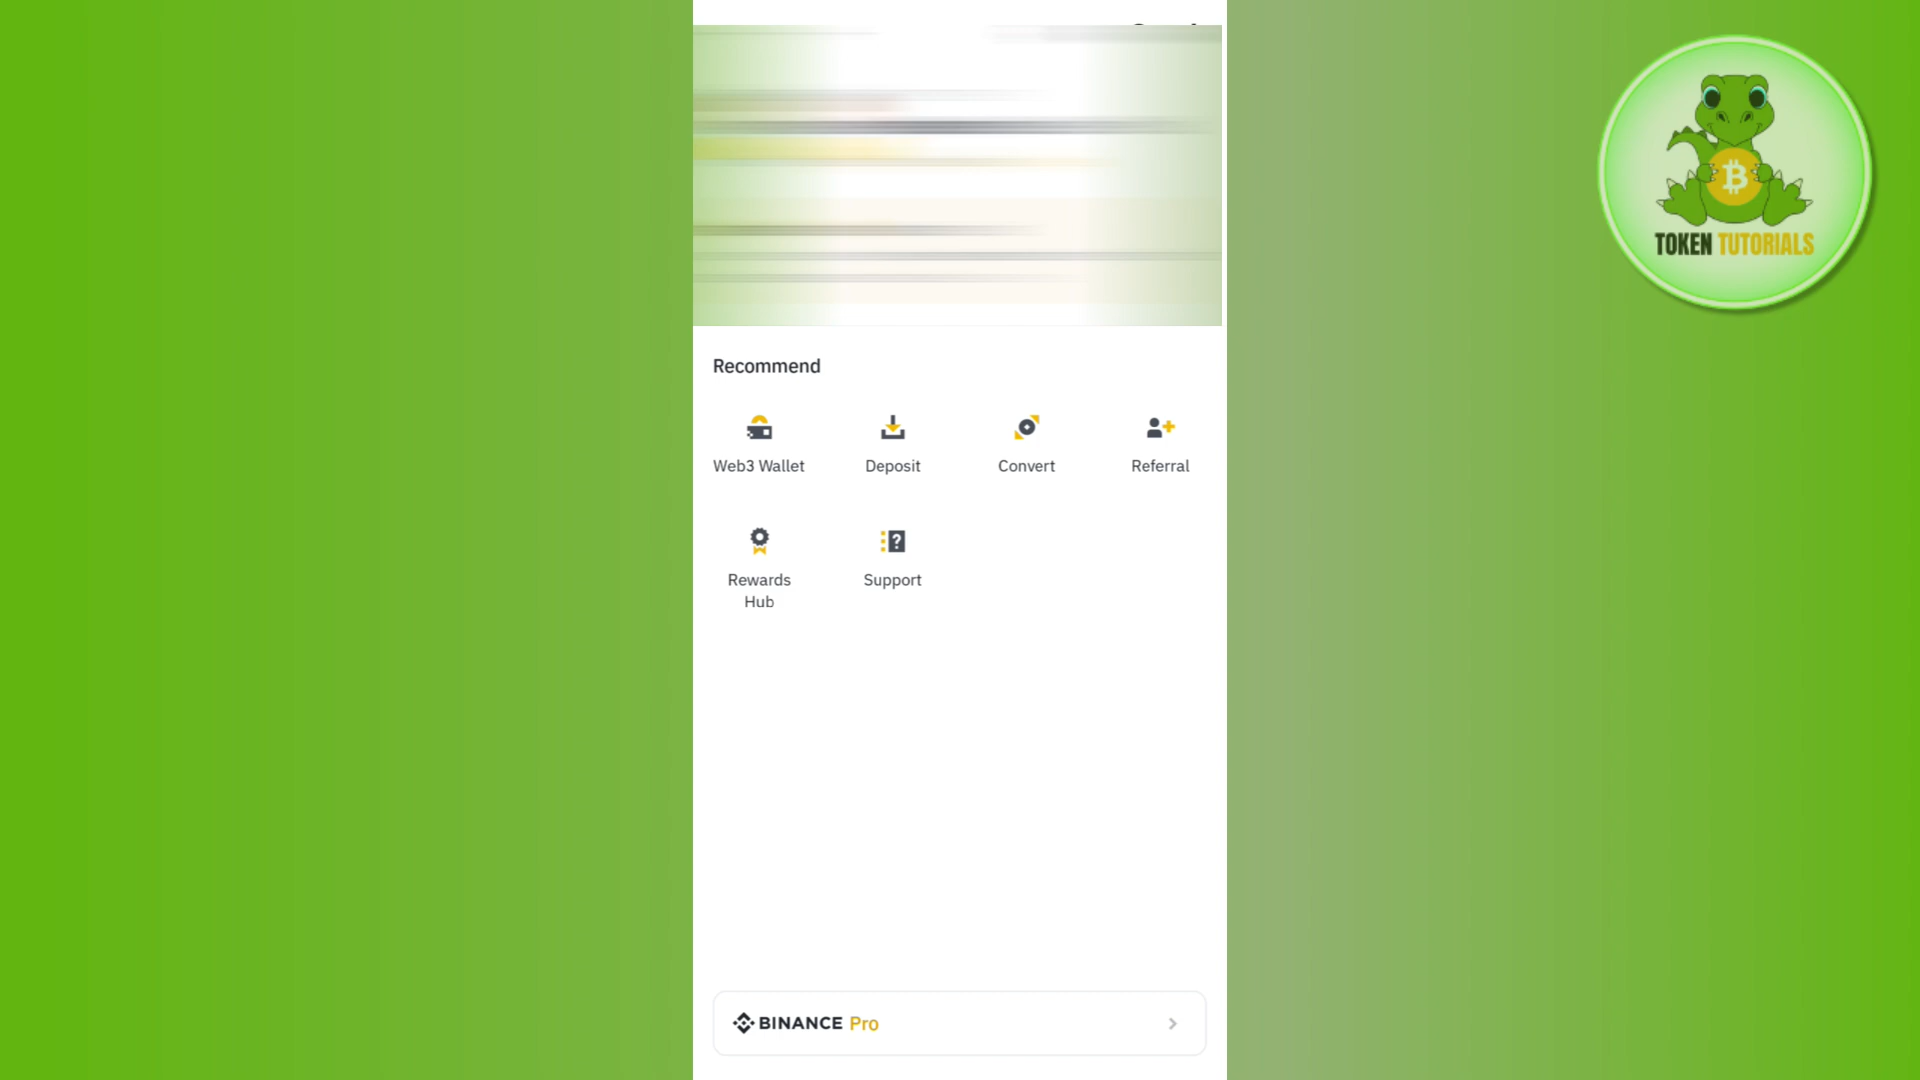 TOKEN TUTORIALS
Recommend
Web3 Wallet
Deposit
Convert
Referral
Rewards
Hub
Support
BINANCE Pro